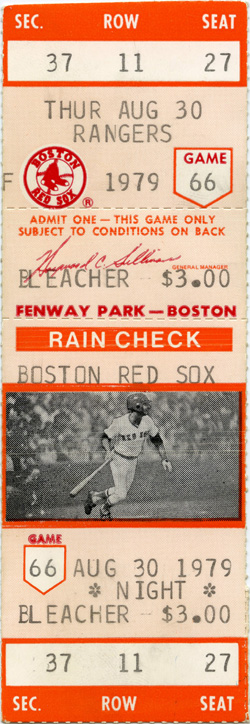 SEC. ROW SEAT
37 11 27
THUR AUG 30
RANGERS
BOSTON
RED SOX
®
F 1979
GAME
66
ADMIT ONE — THIS GAME ONLY
SUBJECT TO CONDITIONS ON BACK
Haywood C. Sullivan
GENERAL MANAGER
BLEACHER $3.00
FENWAY PARK — BOSTON
RAIN CHECK
BOSTON RED SOX
RED SOX
GAME
66 AUG 30 1979
* NIGHT *
BLEACHER – $3.00
37 11 27
SEC. ROW SEAT